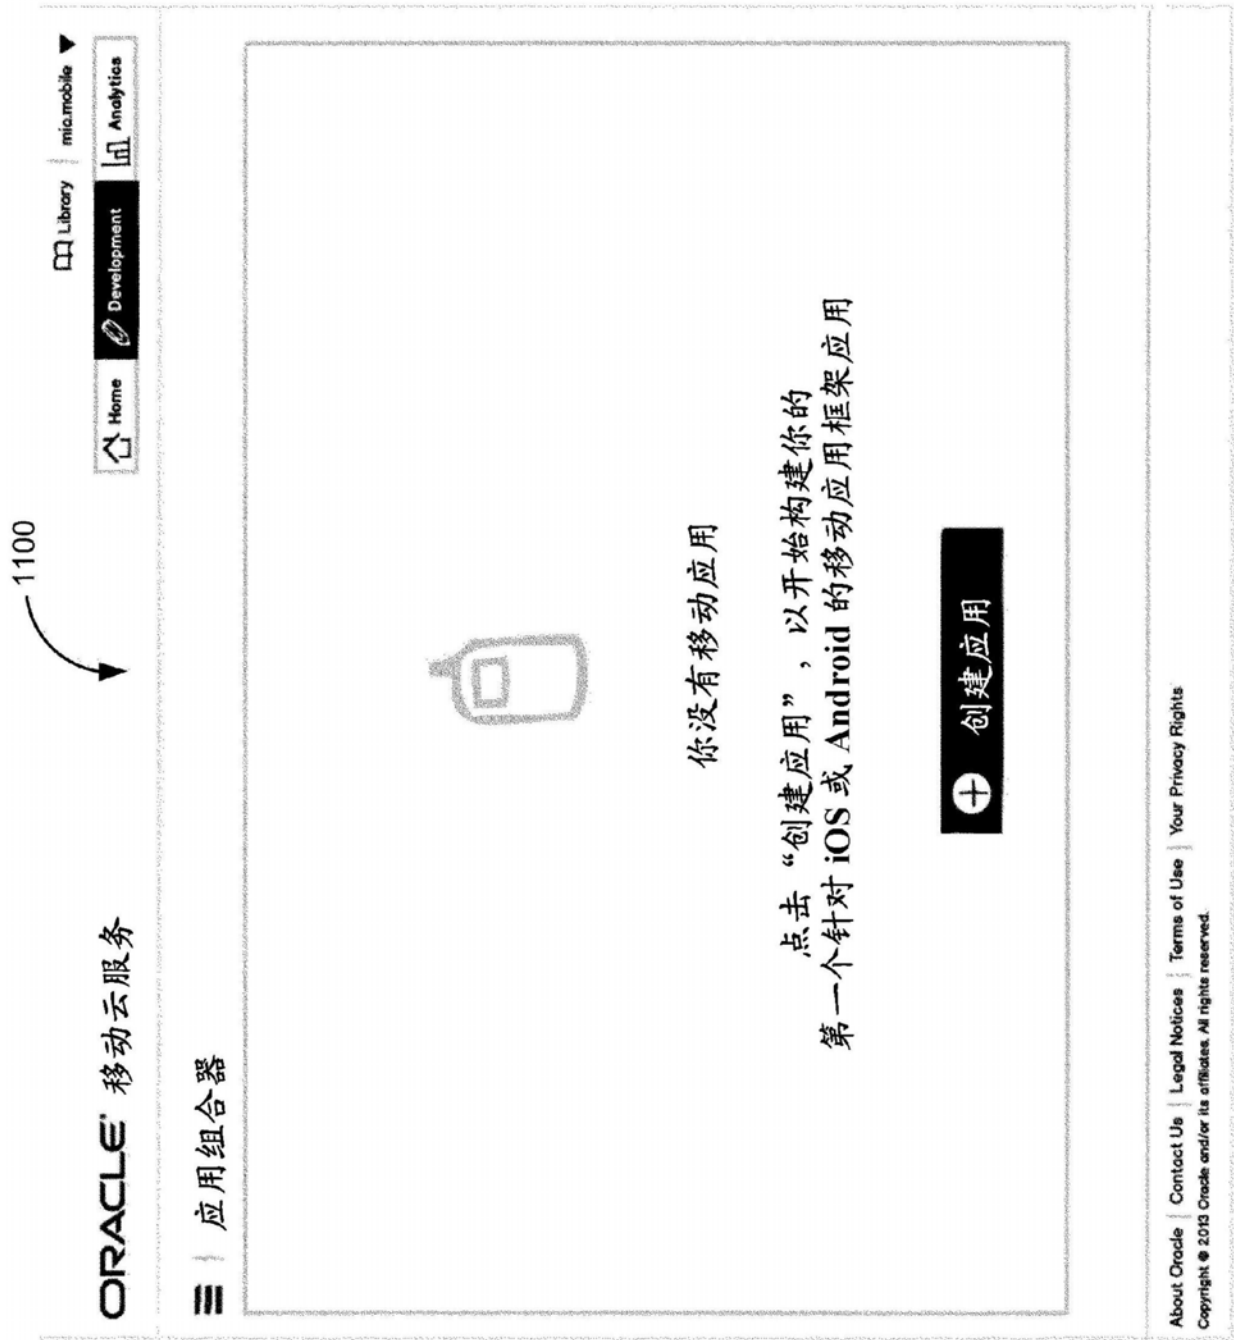 1100
Library | mia.mobile
ORACLE 移动云服务
Home Development Analytics
应用组合器
你没有移动应用
点击“创建应用”，以开始构建你的
第一个针对 iOS 或 Android 的移动应用框架应用
创建应用
About Oracle | Contact Us | Legal Notices | Terms of Use | Your Privacy Rights
Copyright © 2013 Oracle and/or its affiliates. All rights reserved.